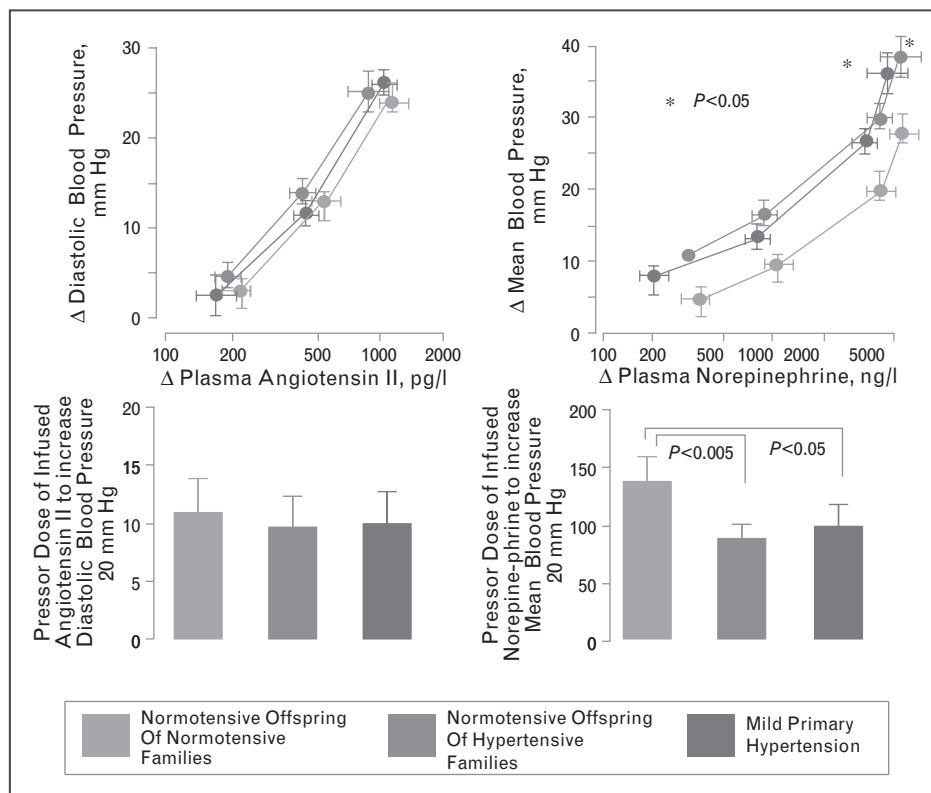 Δ Diastolic Blood Pressure,
mm Hg
30
20
10
0
100 200 500 1000 2000
Δ Plasma Angiotensin II, pg/l
Δ Mean Blood Pressure,
mm Hg
40
30
20
10
0
* P<0.05
*
*
100 200 500 1000 2000 5000
Δ Plasma Norepinephrine, ng/l
Pressor Dose of Infused
Angiotensin II to increase
Diastolic Blood Pressure
20 mm Hg
20
15
10
5
0
Pressor Dose of Infused
Norepine-phrine to increase
Mean Blood Pressure
20 mm Hg
200
150
100
50
0
P<0.005
P<0.05
Normotensive Offspring
Of Normotensive
Families
Normotensive Offspring
Of Hypertensive
Families
Mild Primary
Hypertension